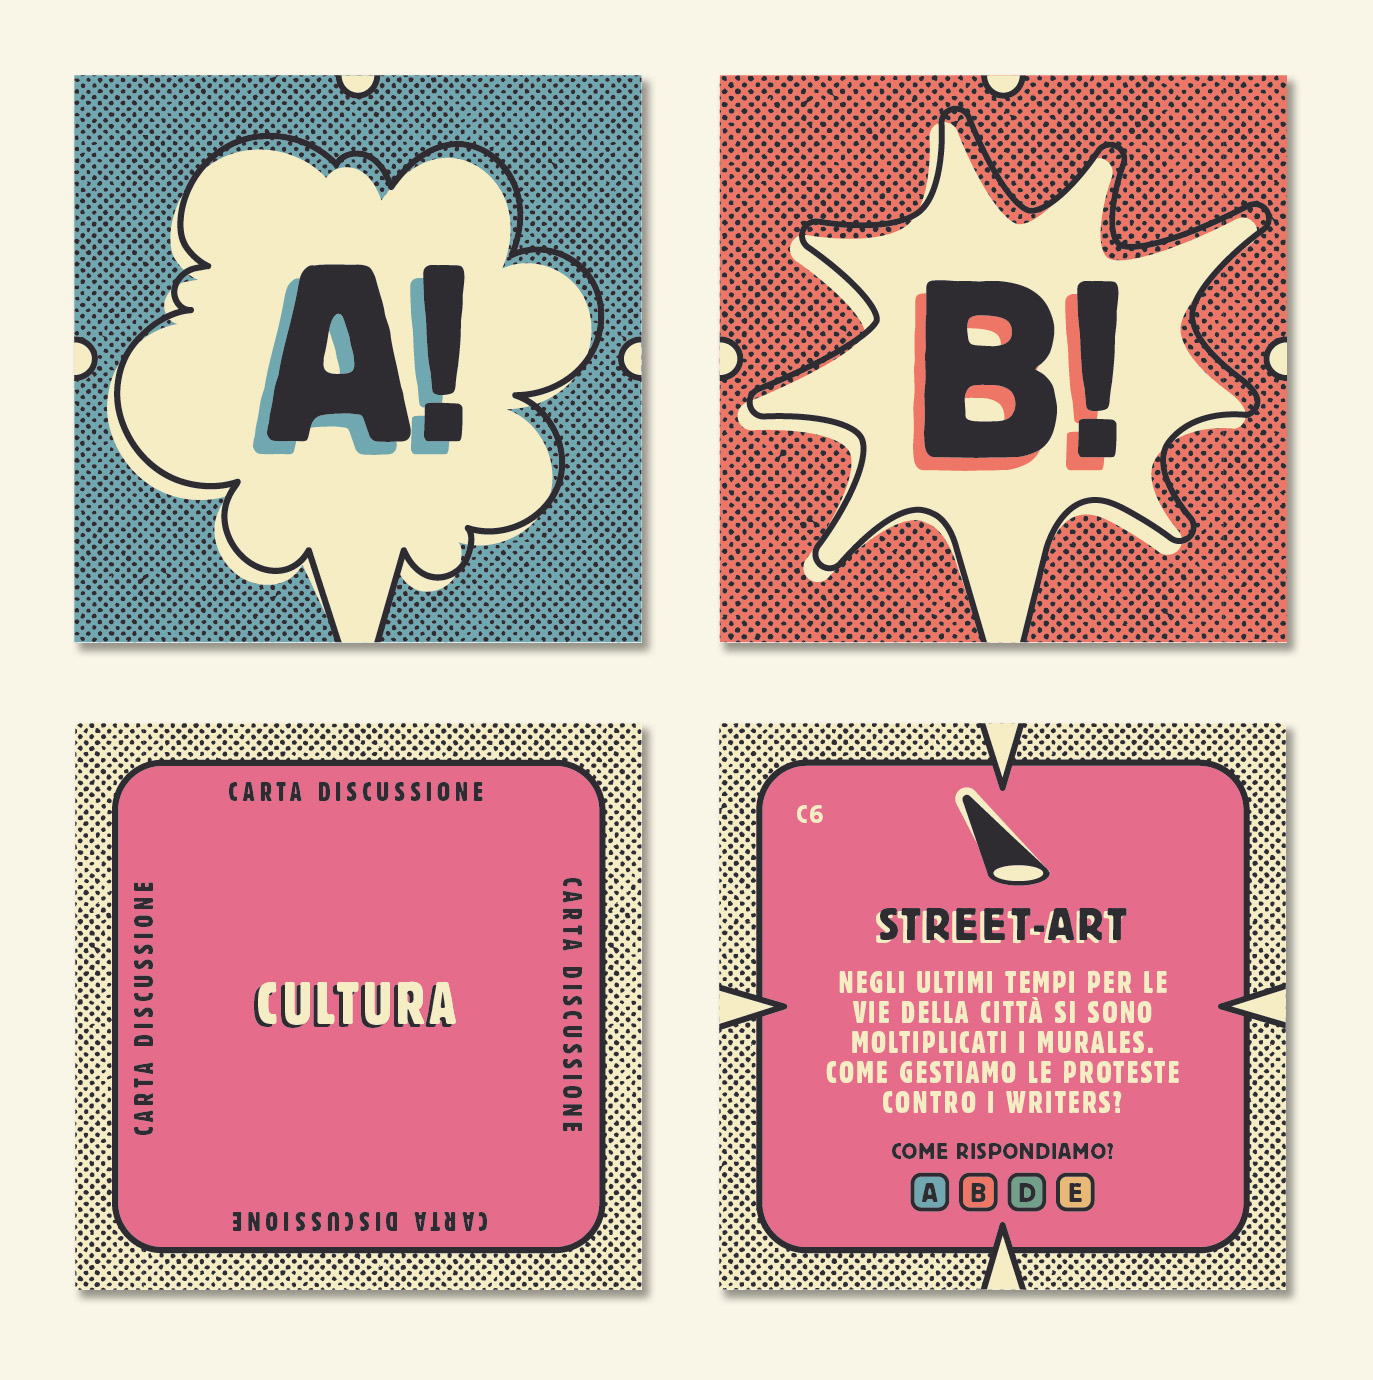 A!
B!
CARTA DISCUSSIONE
CARTA DISCUSSIONE
CARTA DISCUSSIONE
CULTURA
CARTA DISCUSSIONE
C6
STREET-ART
NEGLI ULTIMI TEMPI PER LE
VIE DELLA CITTÀ SI SONO
MOLTIPLICATI I MURALES.
COME GESTIAMO LE PROTESTE
CONTRO I WRITERS?
COME RISPONDIAMO?
A B D E